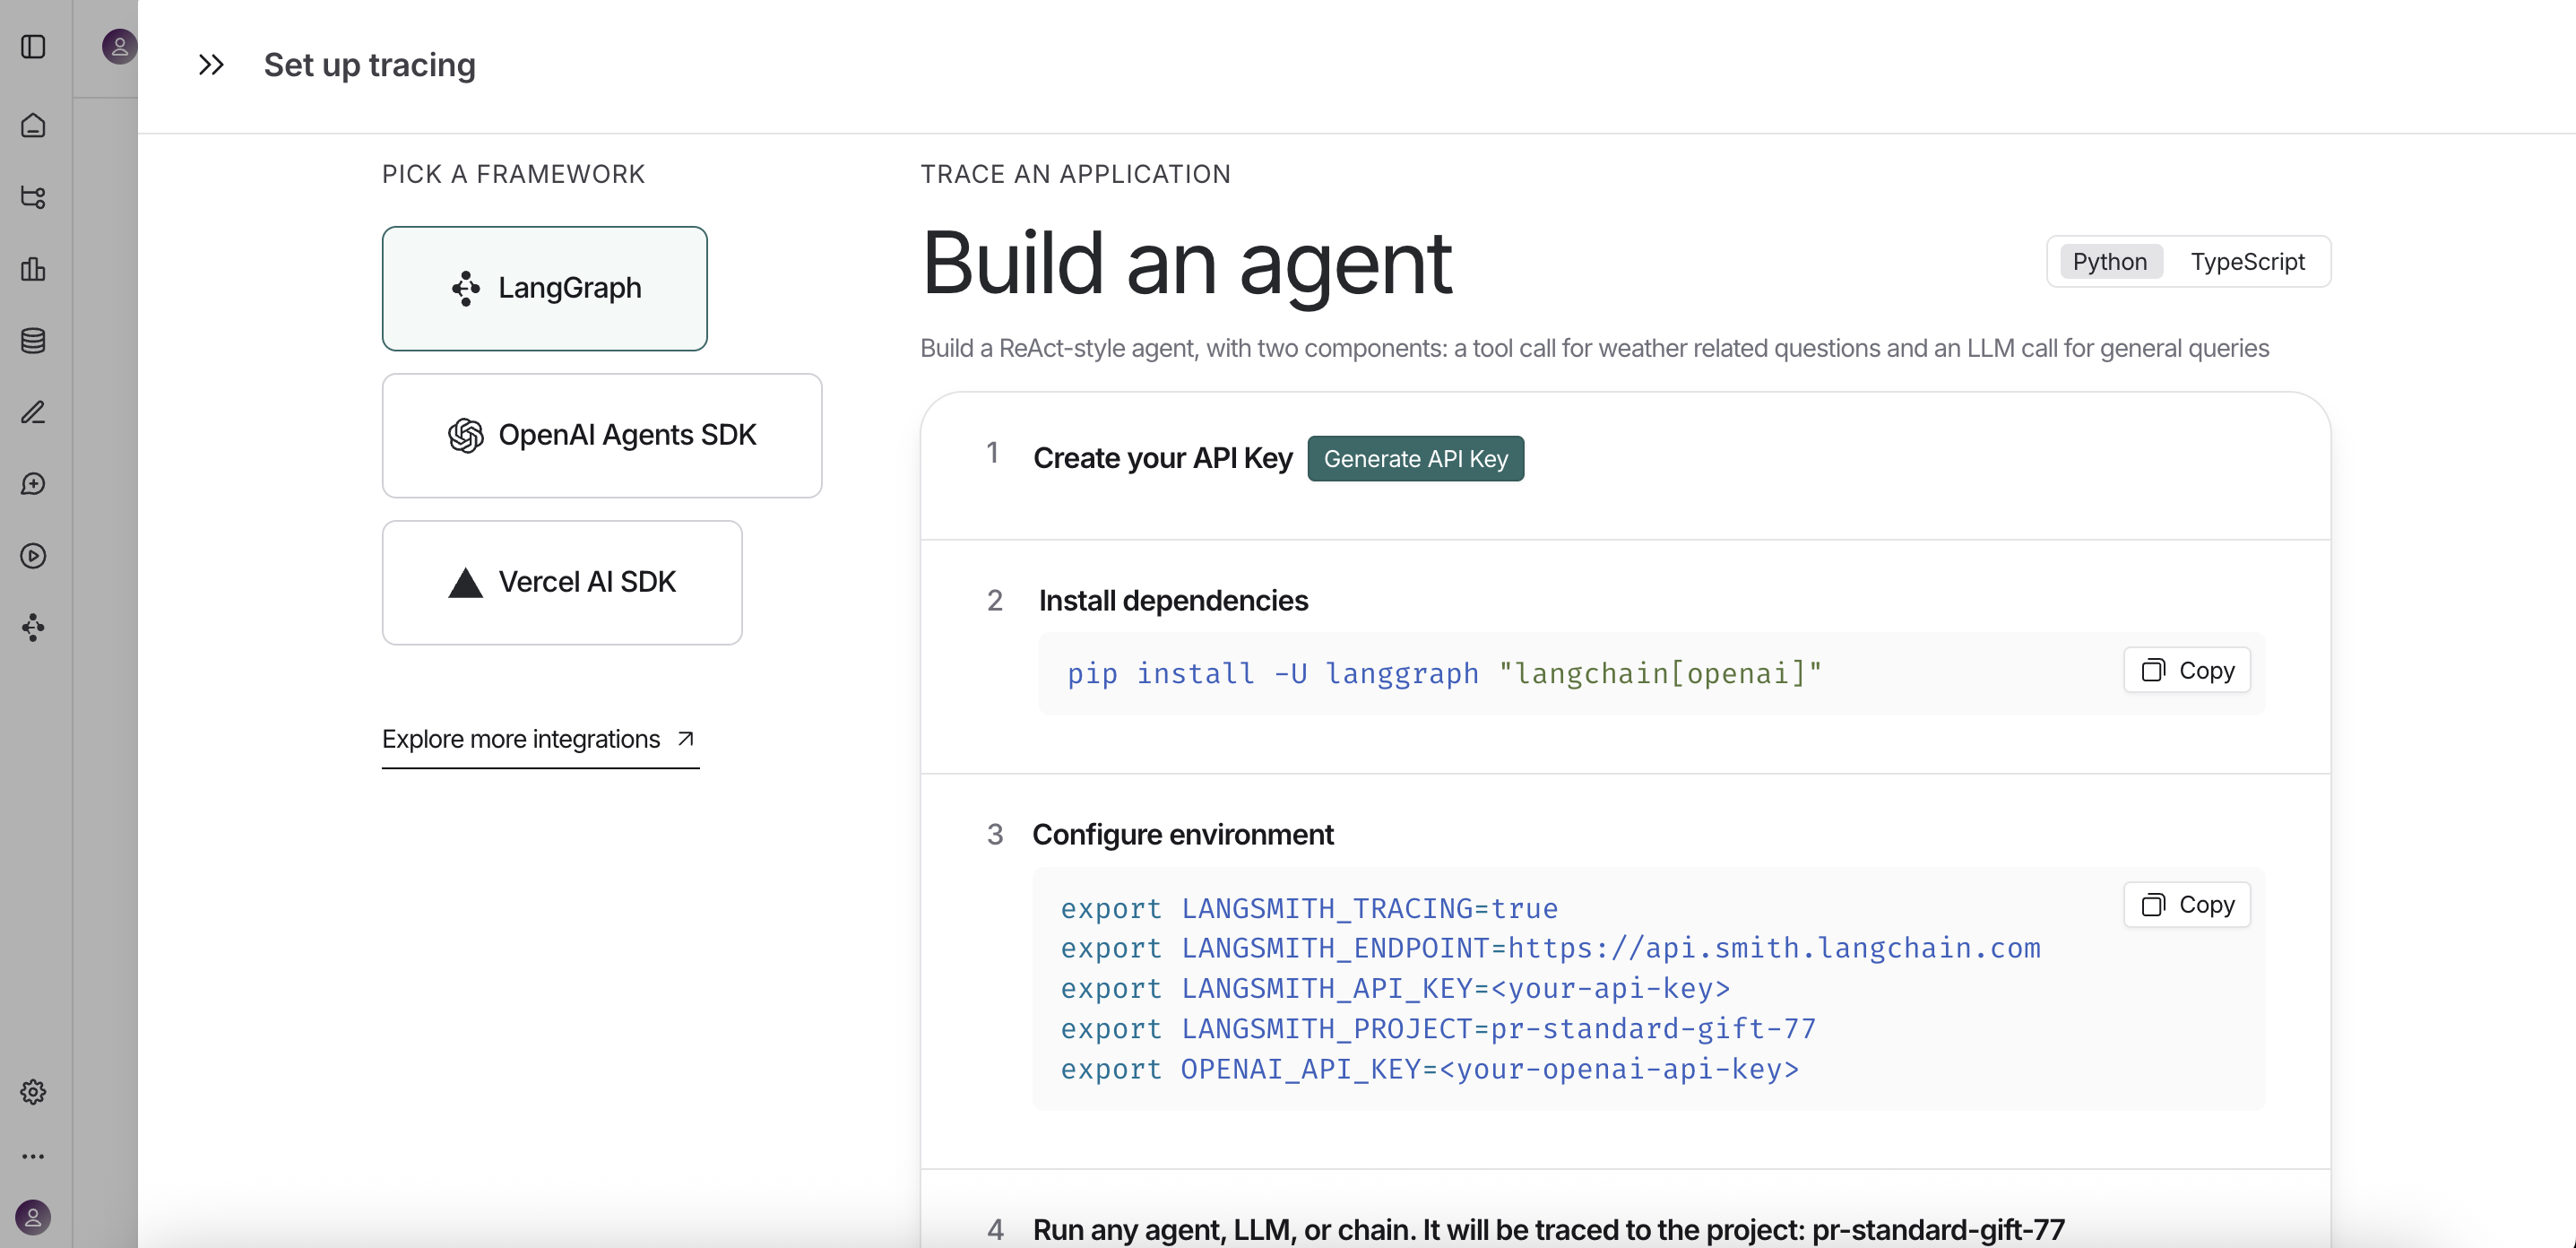 Set up tracing
PICK A FRAMEWORK
LangGraph
OpenAI Agents SDK
Vercel AI SDK
Explore more integrations
TRACE AN APPLICATION
Build an agent
Python TypeScript
Build a ReAct-style agent, with two components: a tool call for weather related questions and an LLM call for general queries
1 Create your API Key Generate API Key
2 Install dependencies
pip install -U langgraph "langchain[openai]"
Copy
3 Configure environment
Copy
export LANGSMITH_TRACING=true
export LANGSMITH_ENDPOINT=https://api.smith.langchain.com
export LANGSMITH_API_KEY=<your-api-key>
export LANGSMITH_PROJECT=pr-standard-gift-77
export OPENAI_API_KEY=<your-openai-api-key>
4 Run any agent, LLM, or chain. It will be traced to the project: pr-standard-gift-77